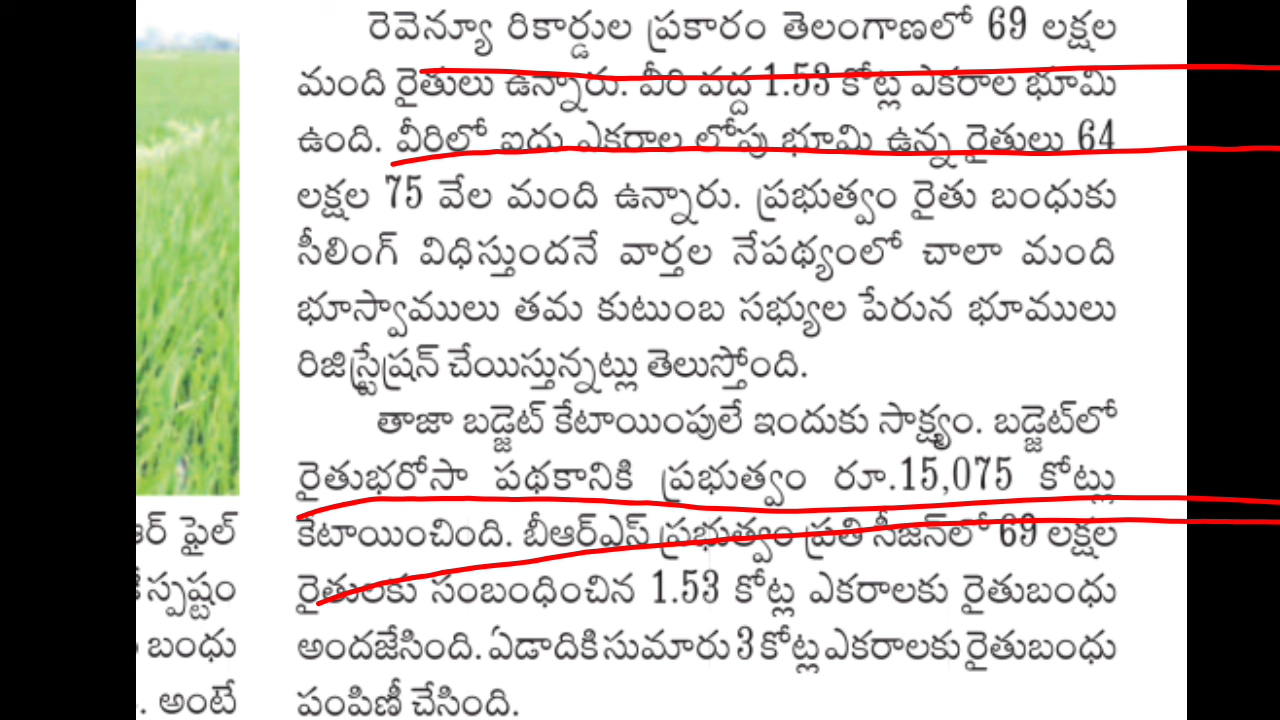 రెవెన్యూ రికార్డుల ప్రకారం తెలంగాణలో 69 లక్షల
మంది రైతులు ఉన్నారు. వీరి వద్ద 1.53 కోట్ల ఎకరాల భూమి
ఉంది. వీరిలో ఐదు ఎకరాల లోపు భూమి ఉన్న రైతులు 64
లక్షల 75 వేల మంది ఉన్నారు. ప్రభుత్వం రైతు బంధుకు
సీలింగ్ విధిస్తుందనే వార్తల నేపథ్యంలో చాలా మంది
భూస్వాములు తమ కుటుంబ సభ్యుల పేరున భూములు
రిజిస్ట్రేషన్ చేయిస్తున్నట్లు తెలుస్తోంది.
తాజా బడ్జెట్ కేటాయింపులే ఇందుకు సాక్ష్యం. బడ్జెట్‌లో
రైతుభరోసా పథకానికి ప్రభుత్వం రూ.15,075 కోట్లు
కేటాయించింది. బీఆర్ఎస్ ప్రభుత్వం ప్రతి సీజన్‌లో 69 లక్షల
రైతులకు సంబంధించిన 1.53 కోట్ల ఎకరాలకు రైతుబంధు
అందజేసింది. ఏడాదికి సుమారు 3 కోట్ల ఎకరాలకు రైతుబంధు
పంపిణీ చేసింది.
ఫైల్
స్పష్టం
బంధు
. అంటే